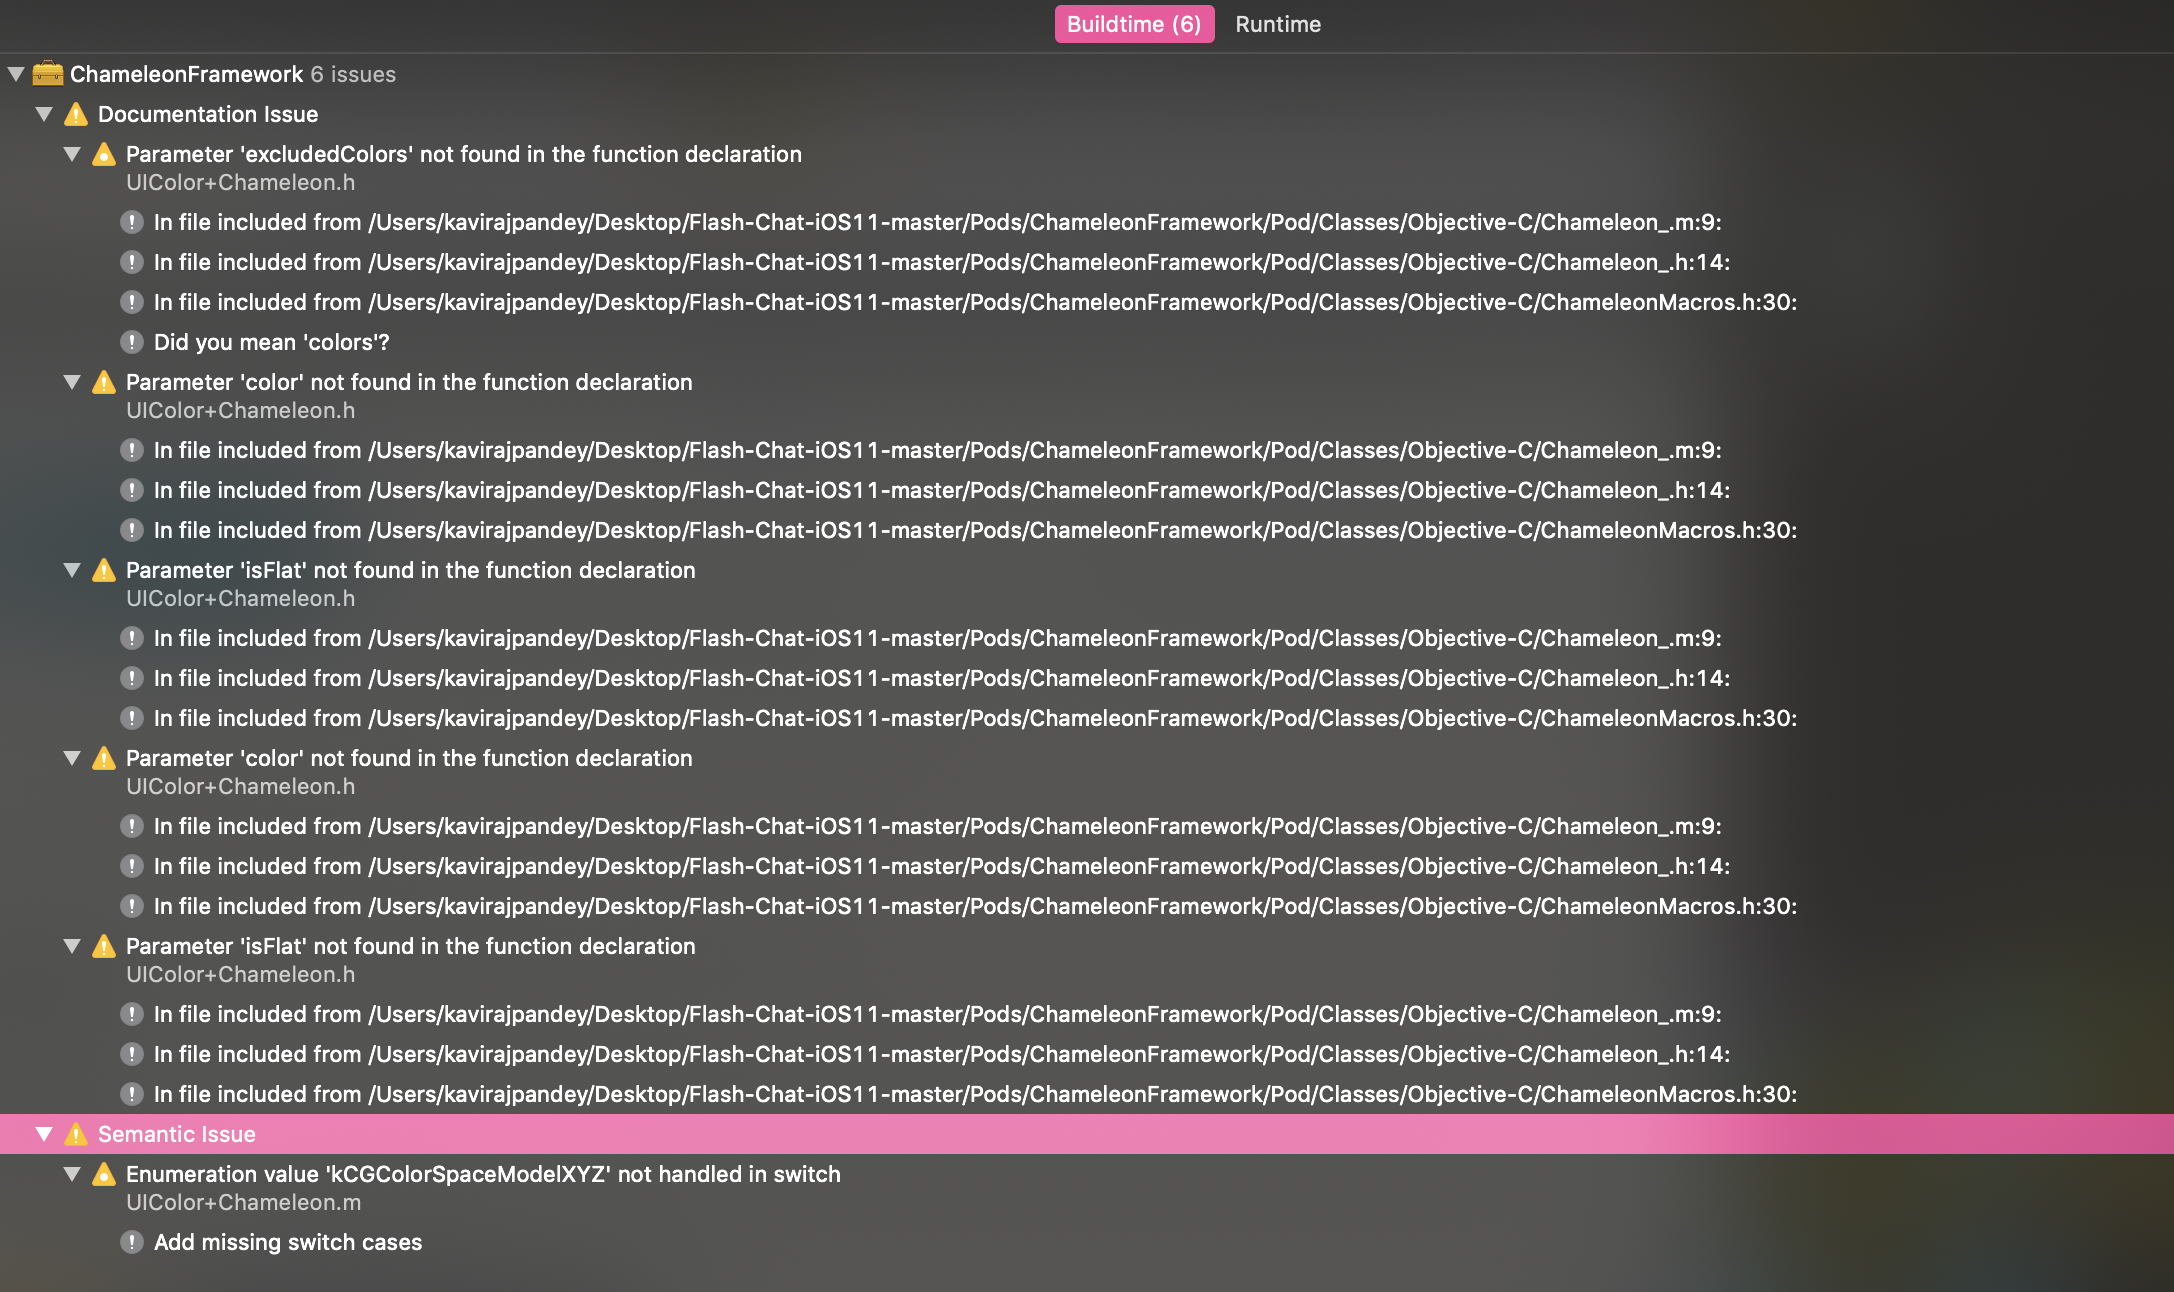 Buildtime (6) Runtime
ChameleonFramework 6 issues
Documentation Issue
Parameter 'excludedColors' not found in the function declaration
UIColor+Chameleon.h
In file included from /Users/kavirajpandey/Desktop/Flash-Chat-iOS11-master/Pods/ChameleonFramework/Pod/Classes/Objective-C/Chameleon_.m:9:
In file included from /Users/kavirajpandey/Desktop/Flash-Chat-iOS11-master/Pods/ChameleonFramework/Pod/Classes/Objective-C/Chameleon_.h:14:
In file included from /Users/kavirajpandey/Desktop/Flash-Chat-iOS11-master/Pods/ChameleonFramework/Pod/Classes/Objective-C/ChameleonMacros.h:30:
Did you mean 'colors'?
Parameter 'color' not found in the function declaration
UIColor+Chameleon.h
In file included from /Users/kavirajpandey/Desktop/Flash-Chat-iOS11-master/Pods/ChameleonFramework/Pod/Classes/Objective-C/Chameleon_.m:9:
In file included from /Users/kavirajpandey/Desktop/Flash-Chat-iOS11-master/Pods/ChameleonFramework/Pod/Classes/Objective-C/Chameleon_.h:14:
In file included from /Users/kavirajpandey/Desktop/Flash-Chat-iOS11-master/Pods/ChameleonFramework/Pod/Classes/Objective-C/ChameleonMacros.h:30:
Parameter 'isFlat' not found in the function declaration
UIColor+Chameleon.h
In file included from /Users/kavirajpandey/Desktop/Flash-Chat-iOS11-master/Pods/ChameleonFramework/Pod/Classes/Objective-C/Chameleon_.m:9:
In file included from /Users/kavirajpandey/Desktop/Flash-Chat-iOS11-master/Pods/ChameleonFramework/Pod/Classes/Objective-C/Chameleon_.h:14:
In file included from /Users/kavirajpandey/Desktop/Flash-Chat-iOS11-master/Pods/ChameleonFramework/Pod/Classes/Objective-C/ChameleonMacros.h:30:
Parameter 'color' not found in the function declaration
UIColor+Chameleon.h
In file included from /Users/kavirajpandey/Desktop/Flash-Chat-iOS11-master/Pods/ChameleonFramework/Pod/Classes/Objective-C/Chameleon_.m:9:
In file included from /Users/kavirajpandey/Desktop/Flash-Chat-iOS11-master/Pods/ChameleonFramework/Pod/Classes/Objective-C/Chameleon_.h:14:
In file included from /Users/kavirajpandey/Desktop/Flash-Chat-iOS11-master/Pods/ChameleonFramework/Pod/Classes/Objective-C/ChameleonMacros.h:30:
Parameter 'isFlat' not found in the function declaration
UIColor+Chameleon.h
In file included from /Users/kavirajpandey/Desktop/Flash-Chat-iOS11-master/Pods/ChameleonFramework/Pod/Classes/Objective-C/Chameleon_.m:9:
In file included from /Users/kavirajpandey/Desktop/Flash-Chat-iOS11-master/Pods/ChameleonFramework/Pod/Classes/Objective-C/Chameleon_.h:14:
In file included from /Users/kavirajpandey/Desktop/Flash-Chat-iOS11-master/Pods/ChameleonFramework/Pod/Classes/Objective-C/ChameleonMacros.h:30:
Semantic Issue
Enumeration value 'kCGColorSpaceModelXYZ' not handled in switch
UIColor+Chameleon.m
Add missing switch cases